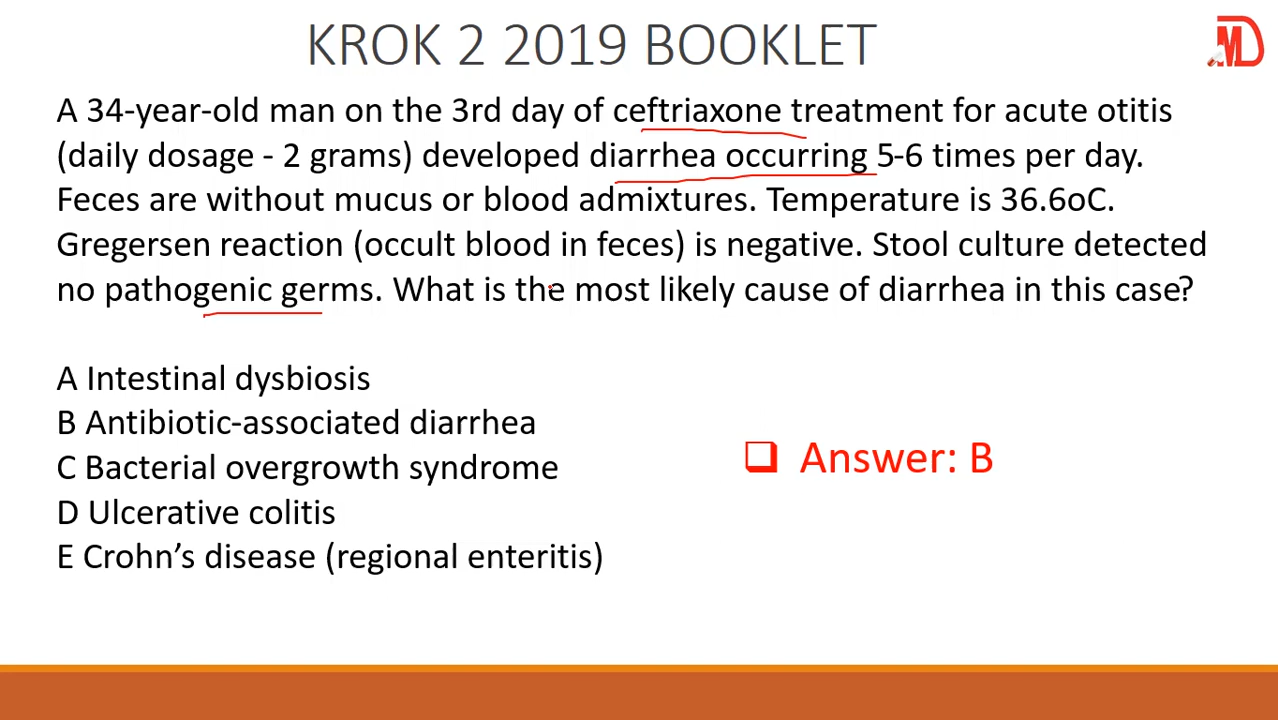 KROK 2 2019 BOOKLET
MD
A 34-year-old man on the 3rd day of ceftriaxone treatment for acute otitis
(daily dosage - 2 grams) developed diarrhea occurring 5-6 times per day.
Feces are without mucus or blood admixtures. Temperature is 36.6oC.
Gregersen reaction (occult blood in feces) is negative. Stool culture detected
no pathogenic germs. What is the most likely cause of diarrhea in this case?
A Intestinal dysbiosis
B Antibiotic-associated diarrhea
C Bacterial overgrowth syndrome
D Ulcerative colitis
E Crohn’s disease (regional enteritis)
Answer: B